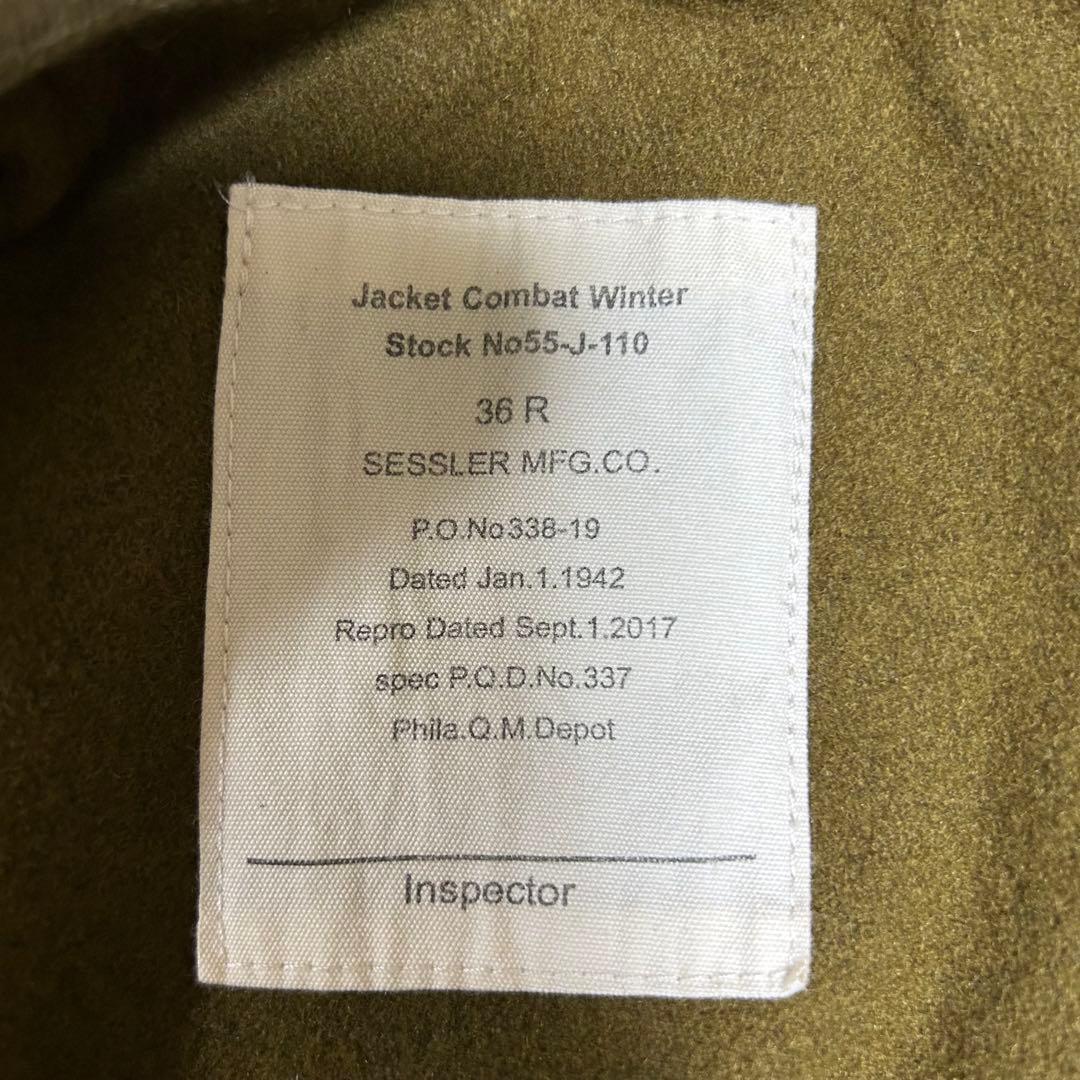 Jacket Combat Winter
Stock No55-J-110
36 R
SESSLER MFG.CO.
P.O.No338-19
Dated Jan.1.1942
Repro Dated Sept.1.2017
spec P.Q.D.No.337
Phila.Q.M.Depot
Inspector